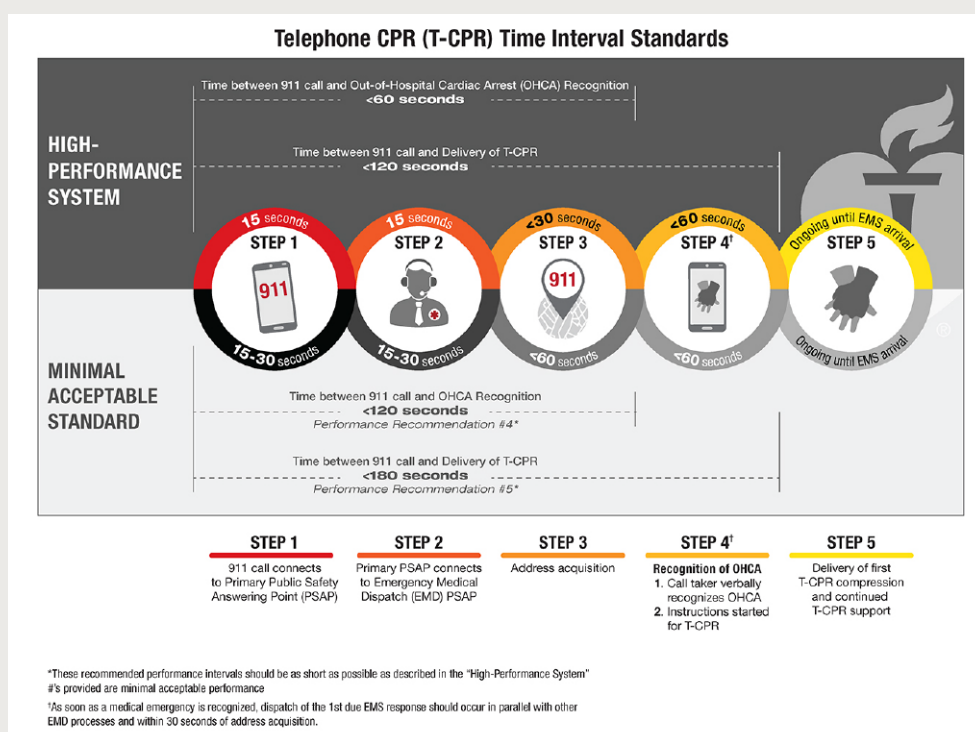 Telephone CPR (T-CPR) Time Interval Standards
Time between 911 call and Out-of-Hospital Cardiac Arrest (OHCA) Recognition
<60 seconds
Time between 911 call and Delivery of T-CPR
<120 seconds
HIGH-
PERFORMANCE
SYSTEM
15 seconds
15 seconds
<30 seconds
<60 seconds
Ongoing until EMS arrival
STEP 1
STEP 2
STEP 3
STEP 4†
STEP 5
911
911
15-30 seconds
15-30 seconds
<60 seconds
<60 seconds
Ongoing until EMS arrival
MINIMAL
ACCEPTABLE
STANDARD
Time between 911 call and OHCA Recognition
<120 seconds
Performance Recommendation #4*
Time between 911 call and Delivery of T-CPR
<180 seconds
Performance Recommendation #5*
STEP 1
911 call connects
to Primary Public Safety
Answering Point (PSAP)
STEP 2
Primary PSAP connects
to Emergency Medical
Dispatch (EMD) PSAP
STEP 3
Address acquisition
STEP 4†
Recognition of OHCA
1. Call taker verbally
recognizes OHCA
2. Instructions started
for T-CPR
STEP 5
Delivery of first
T-CPR compression
and continued
T-CPR support
*These recommended performance intervals should be as short as possible as described in the “High-Performance System”
#'s provided are minimal acceptable performance
†As soon as a medical emergency is recognized, dispatch of the 1st due EMS response should occur in parallel with other
EMD processes and within 30 seconds of address acquisition.